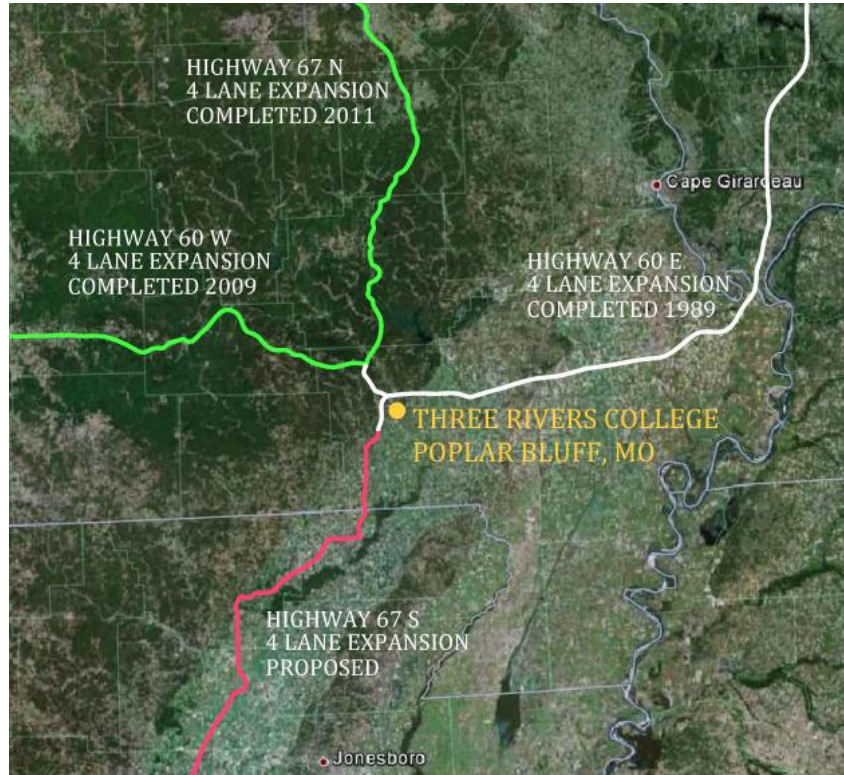 HIGHWAY 67 N
4 LANE EXPANSION
COMPLETED 2011
Cape Girardeau
HIGHWAY 60 W
4 LANE EXPANSION
COMPLETED 2009
HIGHWAY 60 E
4 LANE EXPANSION
COMPLETED 1989
THREE RIVERS COLLEGE
POPLAR BLUFF, MO
HIGHWAY 67 S
4 LANE EXPANSION
PROPOSED
Jonesboro